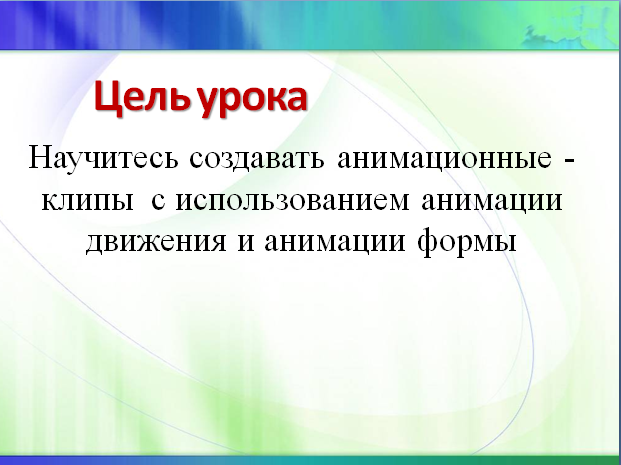 Цель урока
Научитесь создавать анимационные -
клипы с использованием анимации
движения и анимации формы